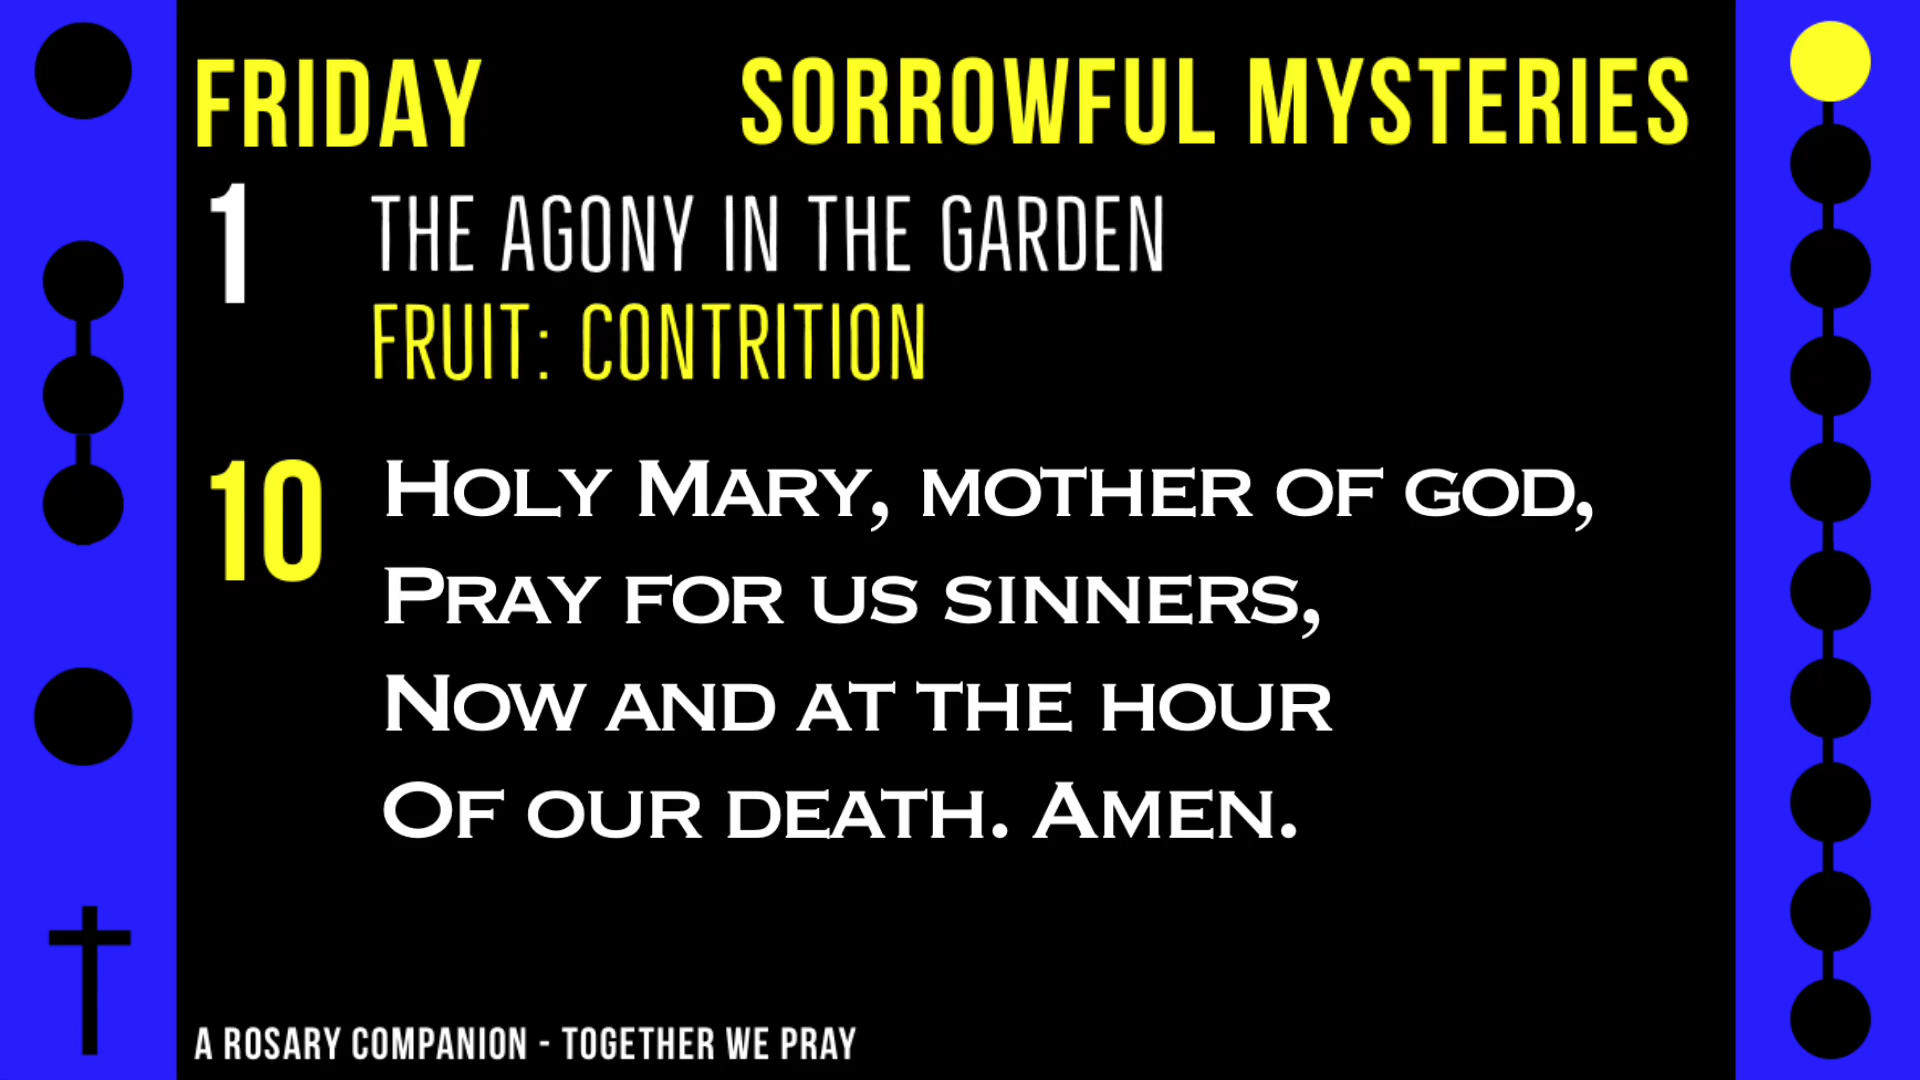 FRIDAY SORROWFUL MYSTERIES
1 THE AGONY IN THE GARDEN
FRUIT: CONTRITION
10 HOLY MARY, MOTHER OF GOD,
PRAY FOR US SINNERS,
NOW AND AT THE HOUR
OF OUR DEATH. AMEN.
A ROSARY COMPANION - TOGETHER WE PRAY